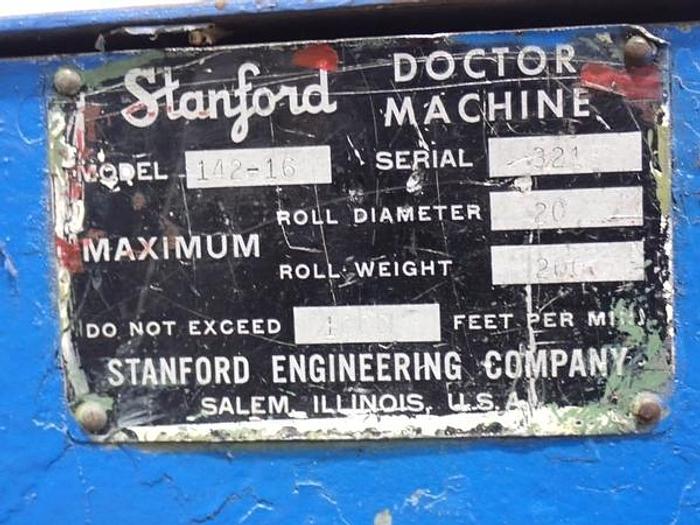 Stanford DOCTOR MACHINE
MODEL 142-16 SERIAL 321
ROLL DIAMETER 20
MAXIMUM
ROLL WEIGHT
DO NOT EXCEED FEET PER MIN.
STANFORD ENGINEERING COMPANY
SALEM, ILLINOIS, U.S.A.